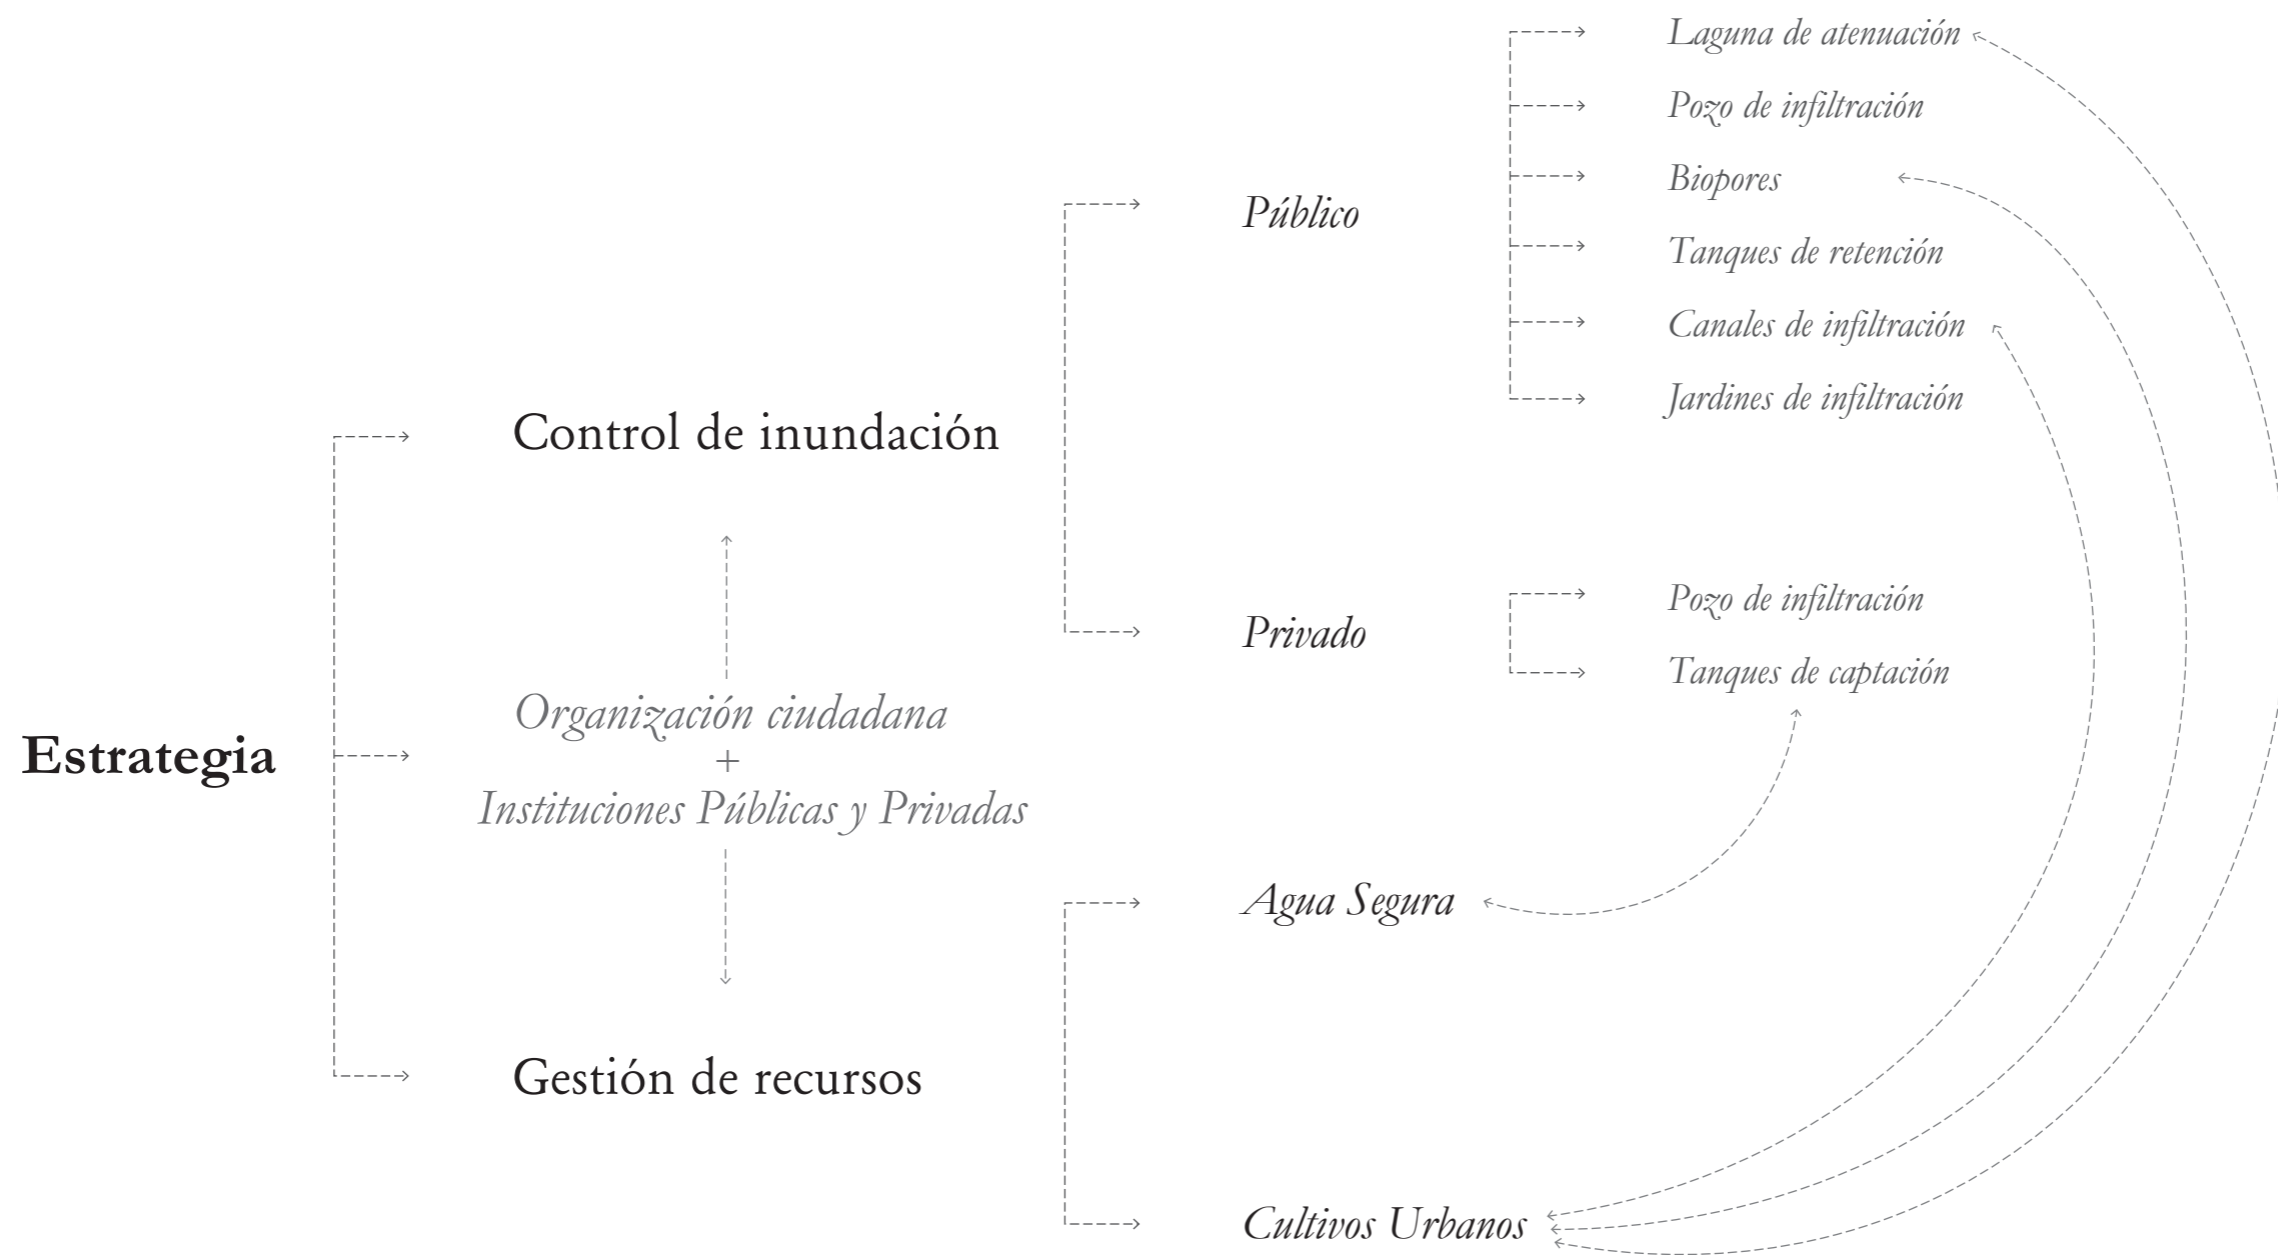 Estrategia
Control de inundación
Organización ciudadana
+
Instituciones Públicas y Privadas
Gestión de recursos
Público
Laguna de atenuación
Pozo de infiltración
Biopores
Tanques de retención
Canales de infiltración
Jardines de infiltración
Privado
Pozo de infiltración
Tanques de captación
Agua Segura
Cultivos Urbanos